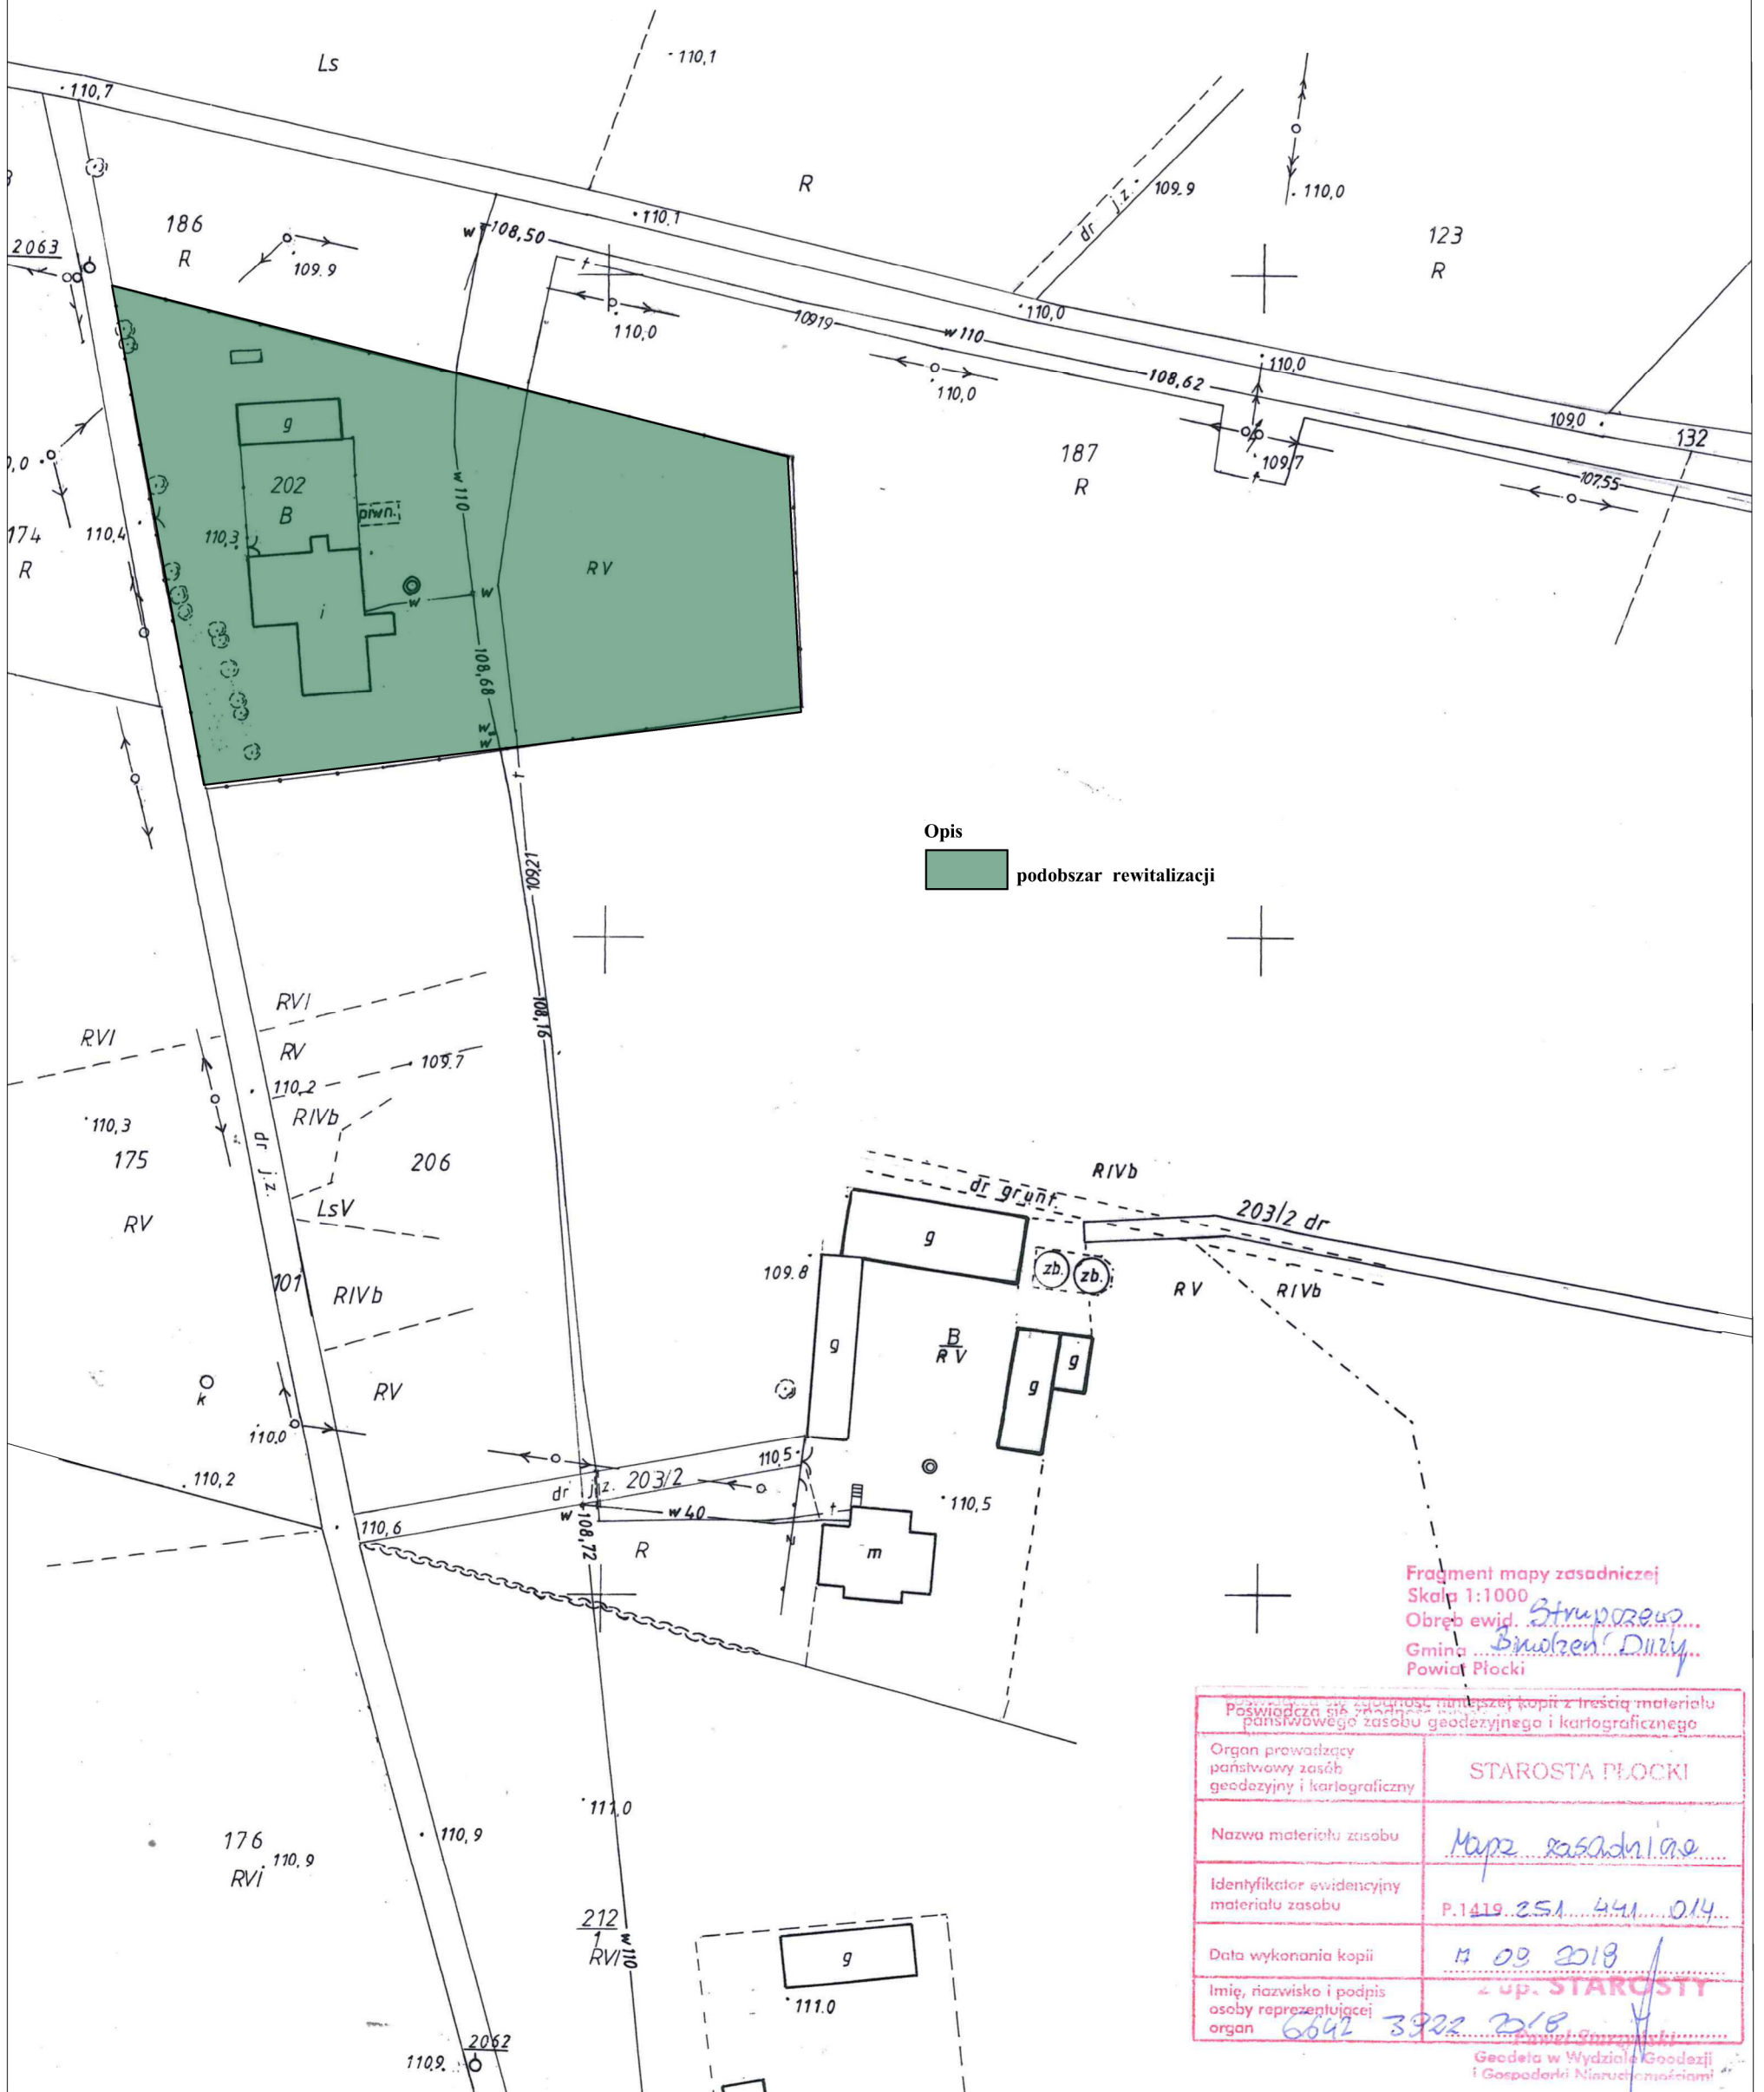 Ls
110,1
110,7
R
dr j.z.
109.9
110,0
123
R
186
R
109.9
110.1
w
108,50
2063
t
110,0
10919
w 110
110,0
110,0
110,0
108,62
109,0
132
187
R
109,7
t
107,55
g
202
B
piwn.
110,3
i
w 110
w
w
RV
108,68
w
w
t
174
R
110,4
Opis
podobszar rewitalizacji
109,21
108,16
RVI
RVI
RV
109.7
110,2
RIVb
110,3
175
RV
dr j.z.
206
LsV
101
RIVb
RV
k
110.0
110,2
RIVb
dr grunt.
203/2 dr
g
zb.
zb.
109.8
RV
RIVb
g
B
RV
g
g
110,5
dr j.z. 203/2
w
w 40
t
110,5
110,6
108,72
R
m
Fragment mapy zasadniczej
Skala 1:1000
Obręb ewid. Strupczewo
Gmina Brudzeń Duży
Powiat Płocki
Poświadcza się zgodność niniejszej kopii z treścią materiału
państwowego zasobu geodezyjnego i kartograficznego
Organ prowadzący
państwowy zasób
geodezyjny i kartograficzny
STAROSTA PŁOCKI
Nazwa materiału zasobu
Mapa zasadnicza
Identyfikator ewidencyjny
materiału zasobu
P.1419 251 441 014
Data wykonania kopii
09 2018
Imię, nazwisko i podpis
osoby reprezentującej
organ
z up. STAROSTY
6642 3922 2018
Geodeta w Wydziale Geodezji
i Gospodarki Nieruchomościami
111,0
176
RVI
110,9
110,9
212
1
RVI
w 110
g
111.0
2062
110.9